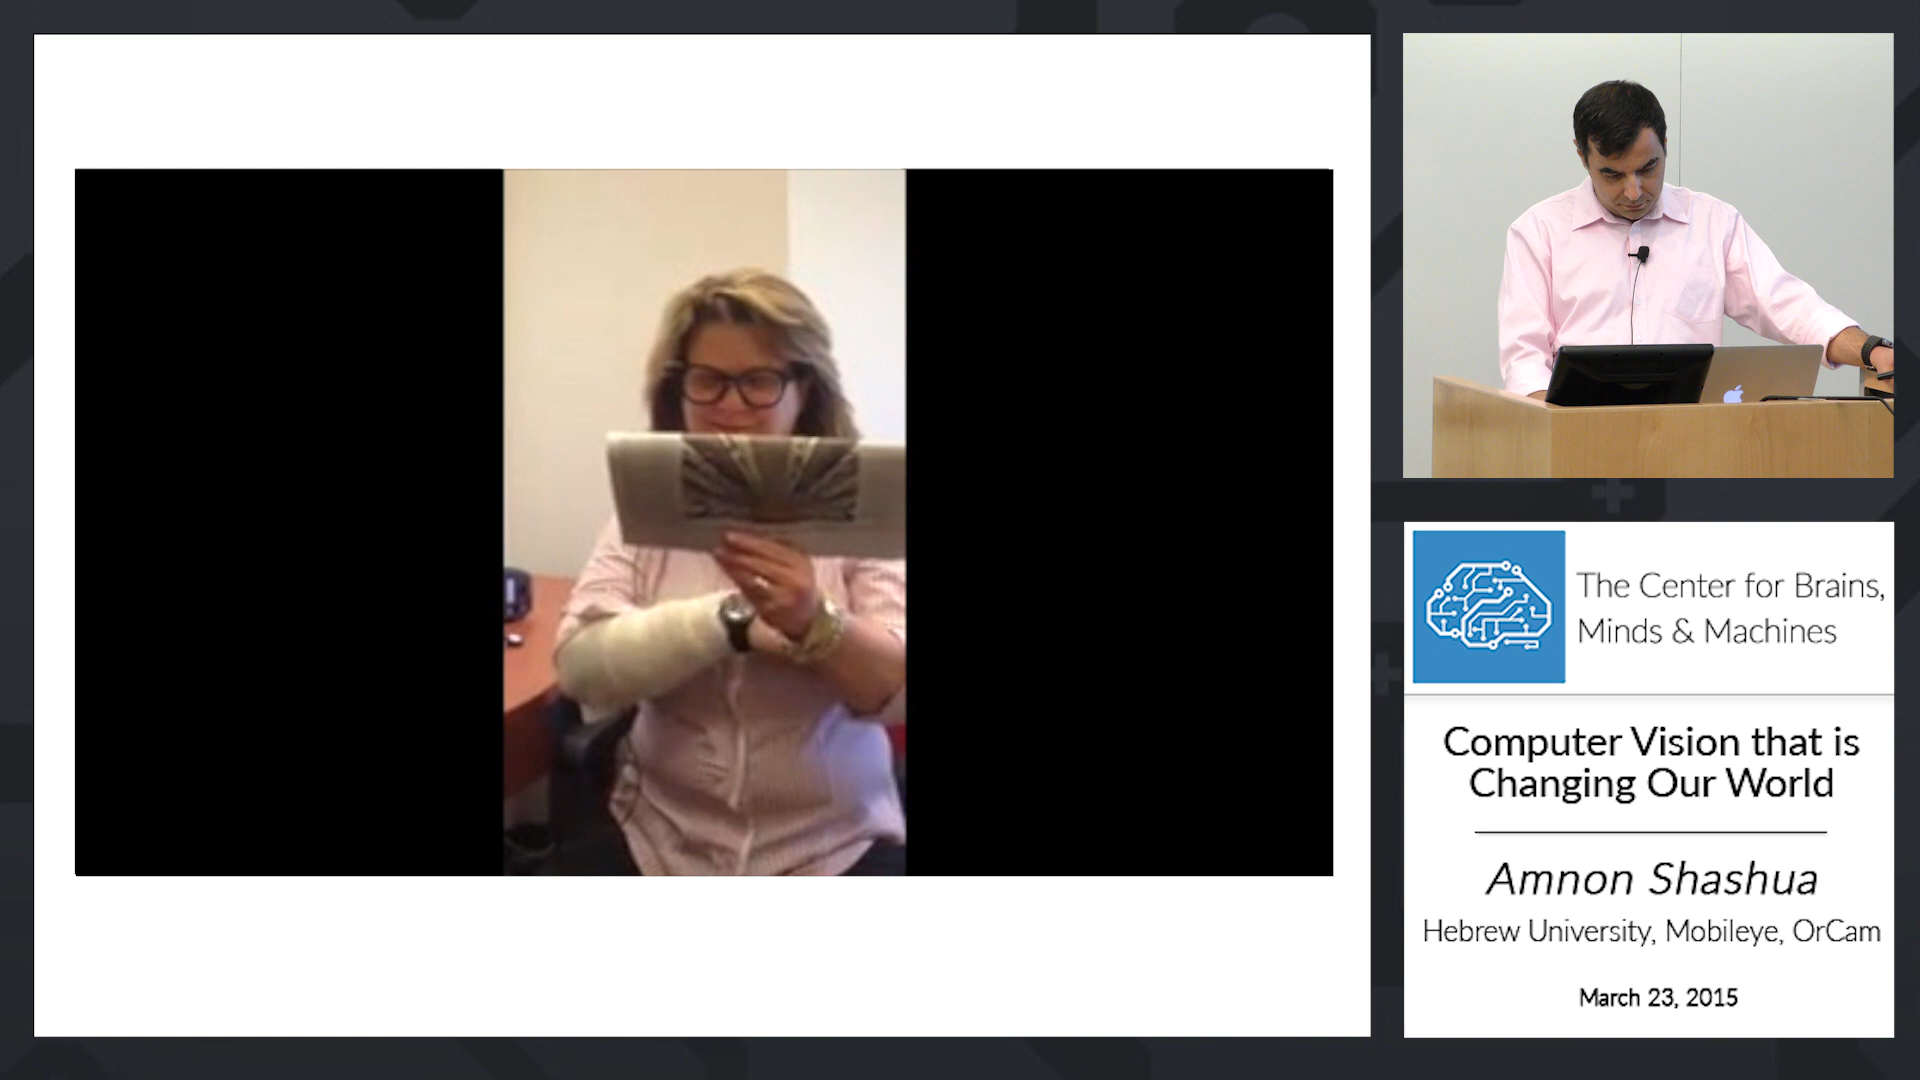 The Center for Brains,
Minds & Machines
Computer Vision that is
Changing Our World
Amnon Shashua
Hebrew University, Mobileye, OrCam
March 23, 2015